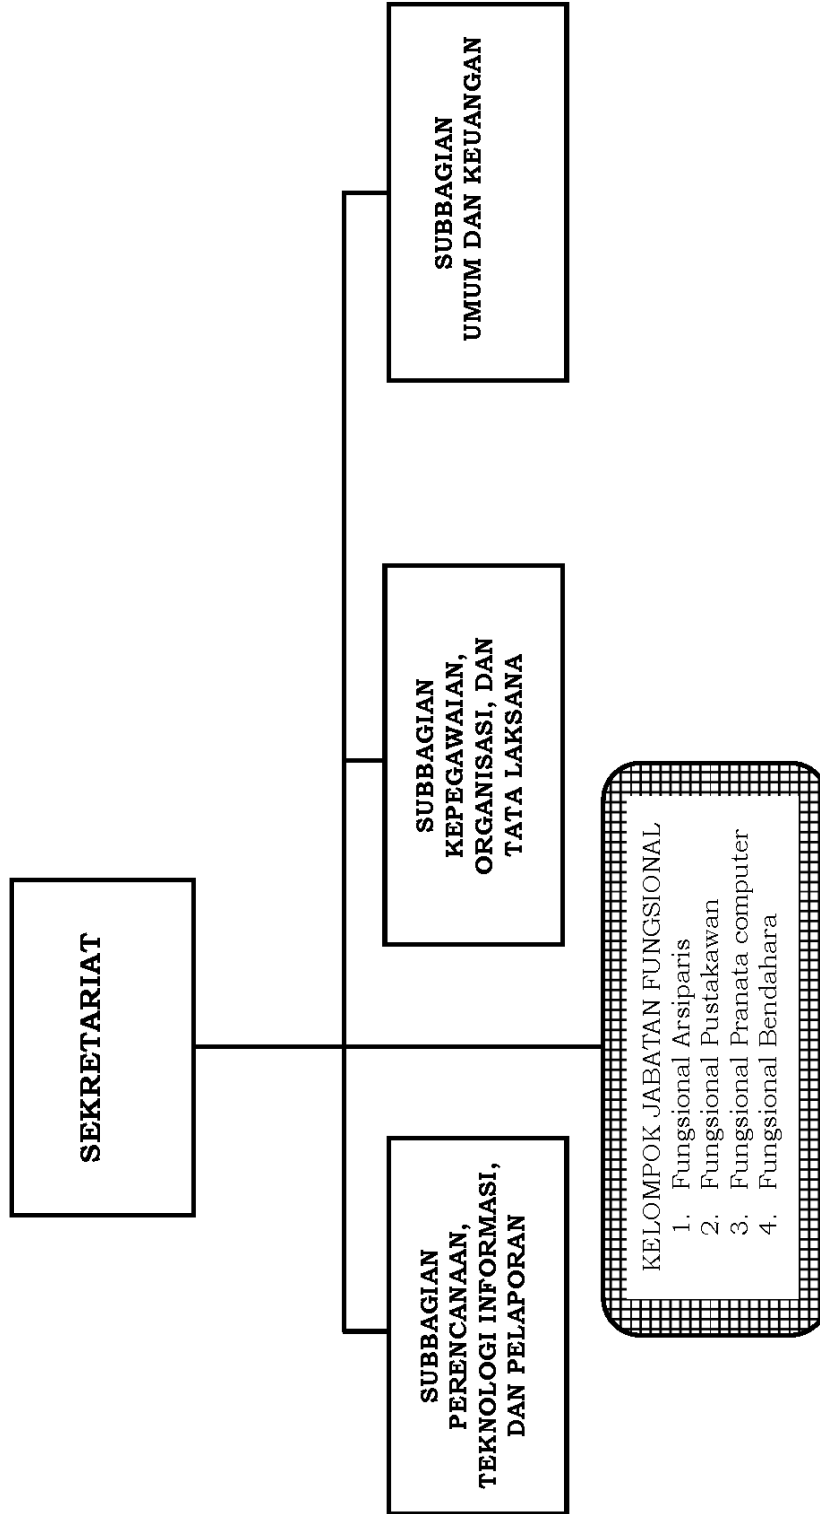 SEKRETARIAT
SUBBAGIAN
PERENCANAAN,
TEKNOLOGI INFORMASI,
DAN PELAPORAN
SUBBAGIAN
KEPEGAWAIAN,
ORGANISASI, DAN
TATA LAKSANA
SUBBAGIAN
UMUM DAN KEUANGAN
KELOMPOK JABATAN FUNGSIONAL
1. Fungsional Arsiparis
2. Fungsional Pustakawan
3. Fungsional Pranata computer
4. Fungsional Bendahara